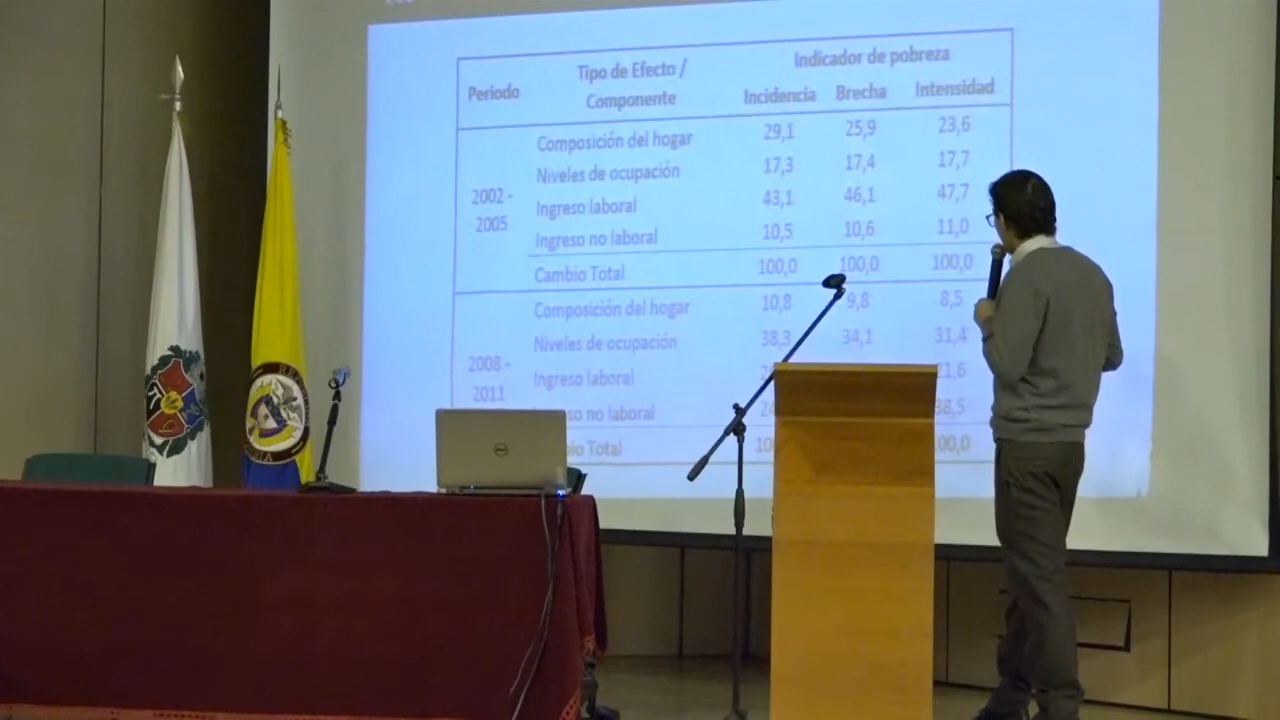 Indicador de pobreza
Periodo Tipo de Efecto /
Componente Incidencia Brecha Intensidad
2002 -
2005
Composición del hogar 29,1 25,9 23,6
Niveles de ocupación 17,3 17,4 17,7
Ingreso laboral 43,1 46,1 47,7
Ingreso no laboral 10,5 10,6 11,0
Cambio Total 100,0 100,0 100,0
2008 -
2011
Composición del hogar 10,8 9,8 8,5
Niveles de ocupación 38,3 34,1 31,4
Ingreso laboral
no laboral
Total
DELL